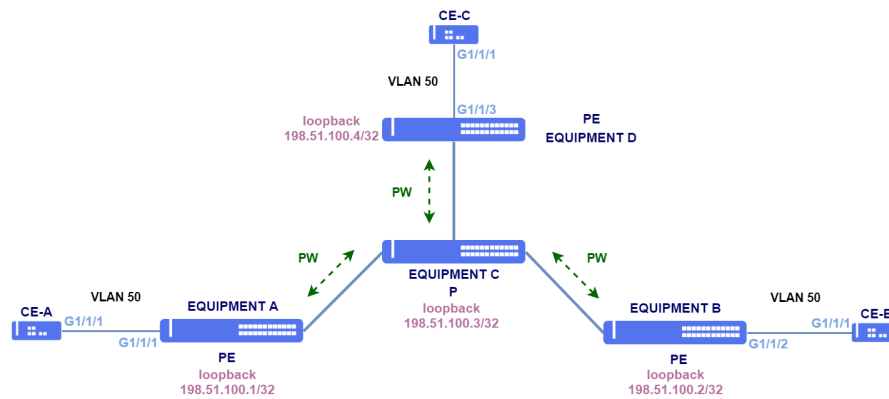 CE-C
G1/1/1
VLAN 50
G1/1/3
loopback
198.51.100.4/32
PE
EQUIPMENT D
PW
PW
PW
EQUIPMENT C
P
loopback
198.51.100.3/32
VLAN 50
EQUIPMENT A
CE-A
G1/1/1
G1/1/1
PE
loopback
198.51.100.1/32
EQUIPMENT B
VLAN 50
G1/1/1
CE-B
G1/1/2
PE
loopback
198.51.100.2/32